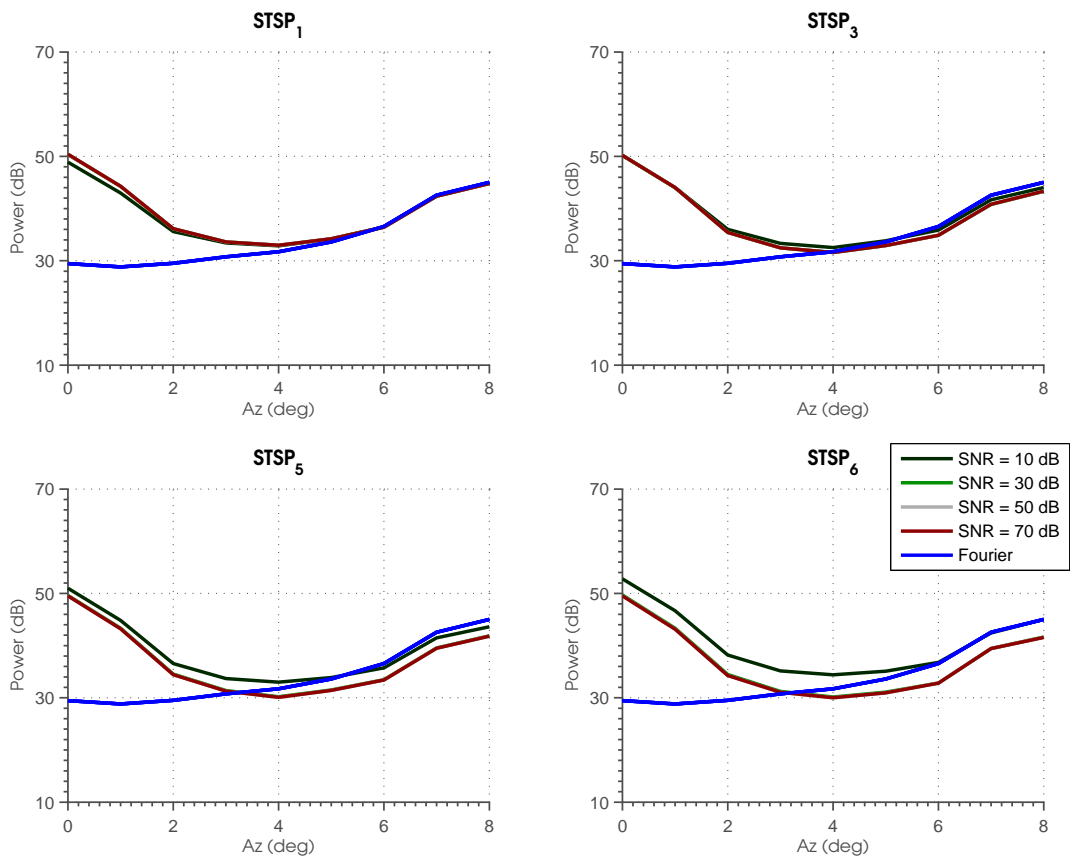 STSP1
70
50
30
10
Power (dB)
0 2 4 6 8
Az (deg)
STSP3
70
50
30
10
Power (dB)
0 2 4 6 8
Az (deg)
STSP5
70
50
30
10
Power (dB)
0 2 4 6 8
Az (deg)
STSP6
70
50
30
10
Power (dB)
0 2 4 6 8
Az (deg)
SNR = 10 dB
SNR = 30 dB
SNR = 50 dB
SNR = 70 dB
Fourier